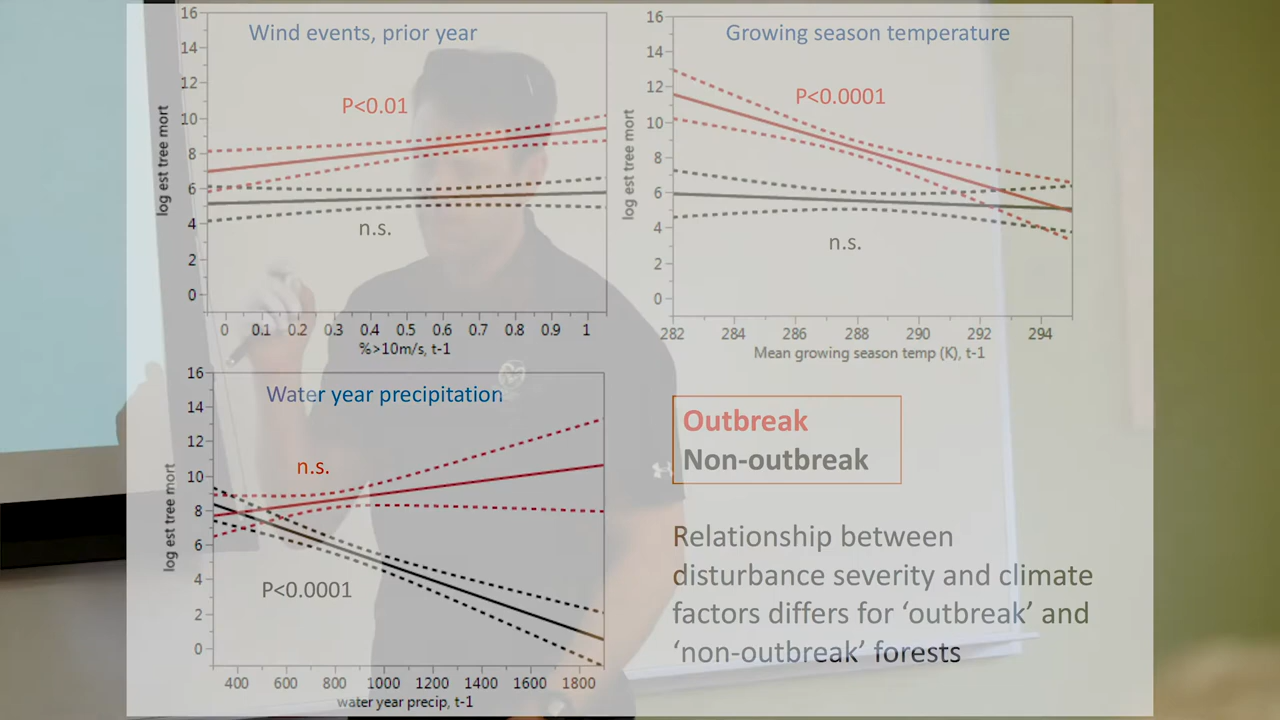 Wind events, prior year
16
14
12
10
8
6
4
2
0
log est tree mort
P<0.01
n.s.
0 0.1 0.2 0.3 0.4 0.5 0.6 0.7 0.8 0.9 1
%>10m/s, t-1
Growing season temperature
16
14
12
10
8
6
4
2
0
log est tree mort
P<0.0001
n.s.
282 284 286 288 290 292 294
Mean growing season temp (K), t-1
Water year precipitation
16
14
12
10
8
6
4
2
0
log est tree mort
n.s.
P<0.0001
400 600 800 1000 1200 1400 1600 1800
water year precip, t-1
Outbreak
Non-outbreak
Relationship between
disturbance severity and climate
factors differs for ‘outbreak’ and
‘non-outbreak’ forests